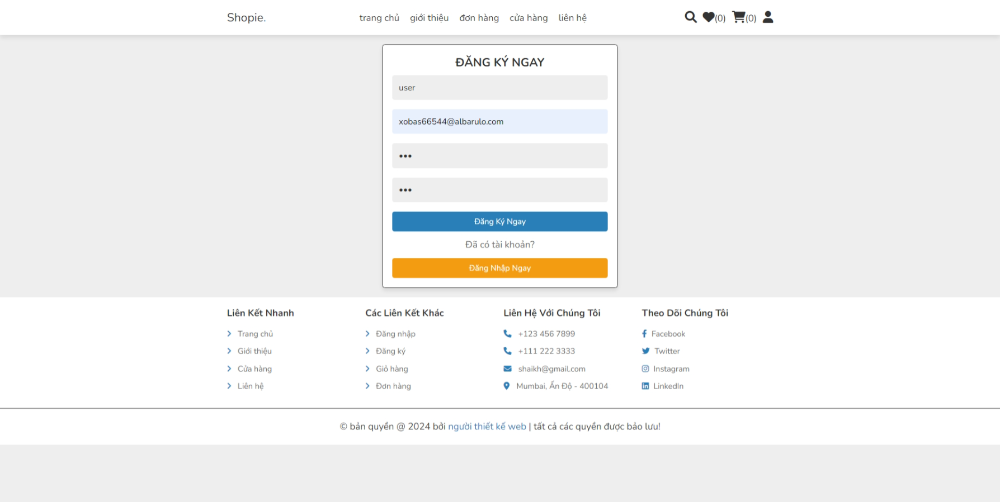 Shopie.
trang chủ giới thiệu đơn hàng cửa hàng liên hệ
(0) (0)
ĐĂNG KÝ NGAY
user
xobas66544@albarulo.com
•••
•••
Đăng Ký Ngay
Đã có tài khoản?
Đăng Nhập Ngay
Liên Kết Nhanh
Trang chủ
Giới thiệu
Cửa hàng
Liên hệ
Các Liên Kết Khác
Đăng nhập
Đăng ký
Giỏ hàng
Đơn hàng
Liên Hệ Với Chúng Tôi
+123 456 7899
+111 222 3333
shaikh@gmail.com
Mumbai, Ấn Độ - 400104
Theo Dõi Chúng Tôi
Facebook
Twitter
Instagram
LinkedIn
© bản quyền @ 2024 bởi người thiết kế web | tất cả các quyền được bảo lưu!